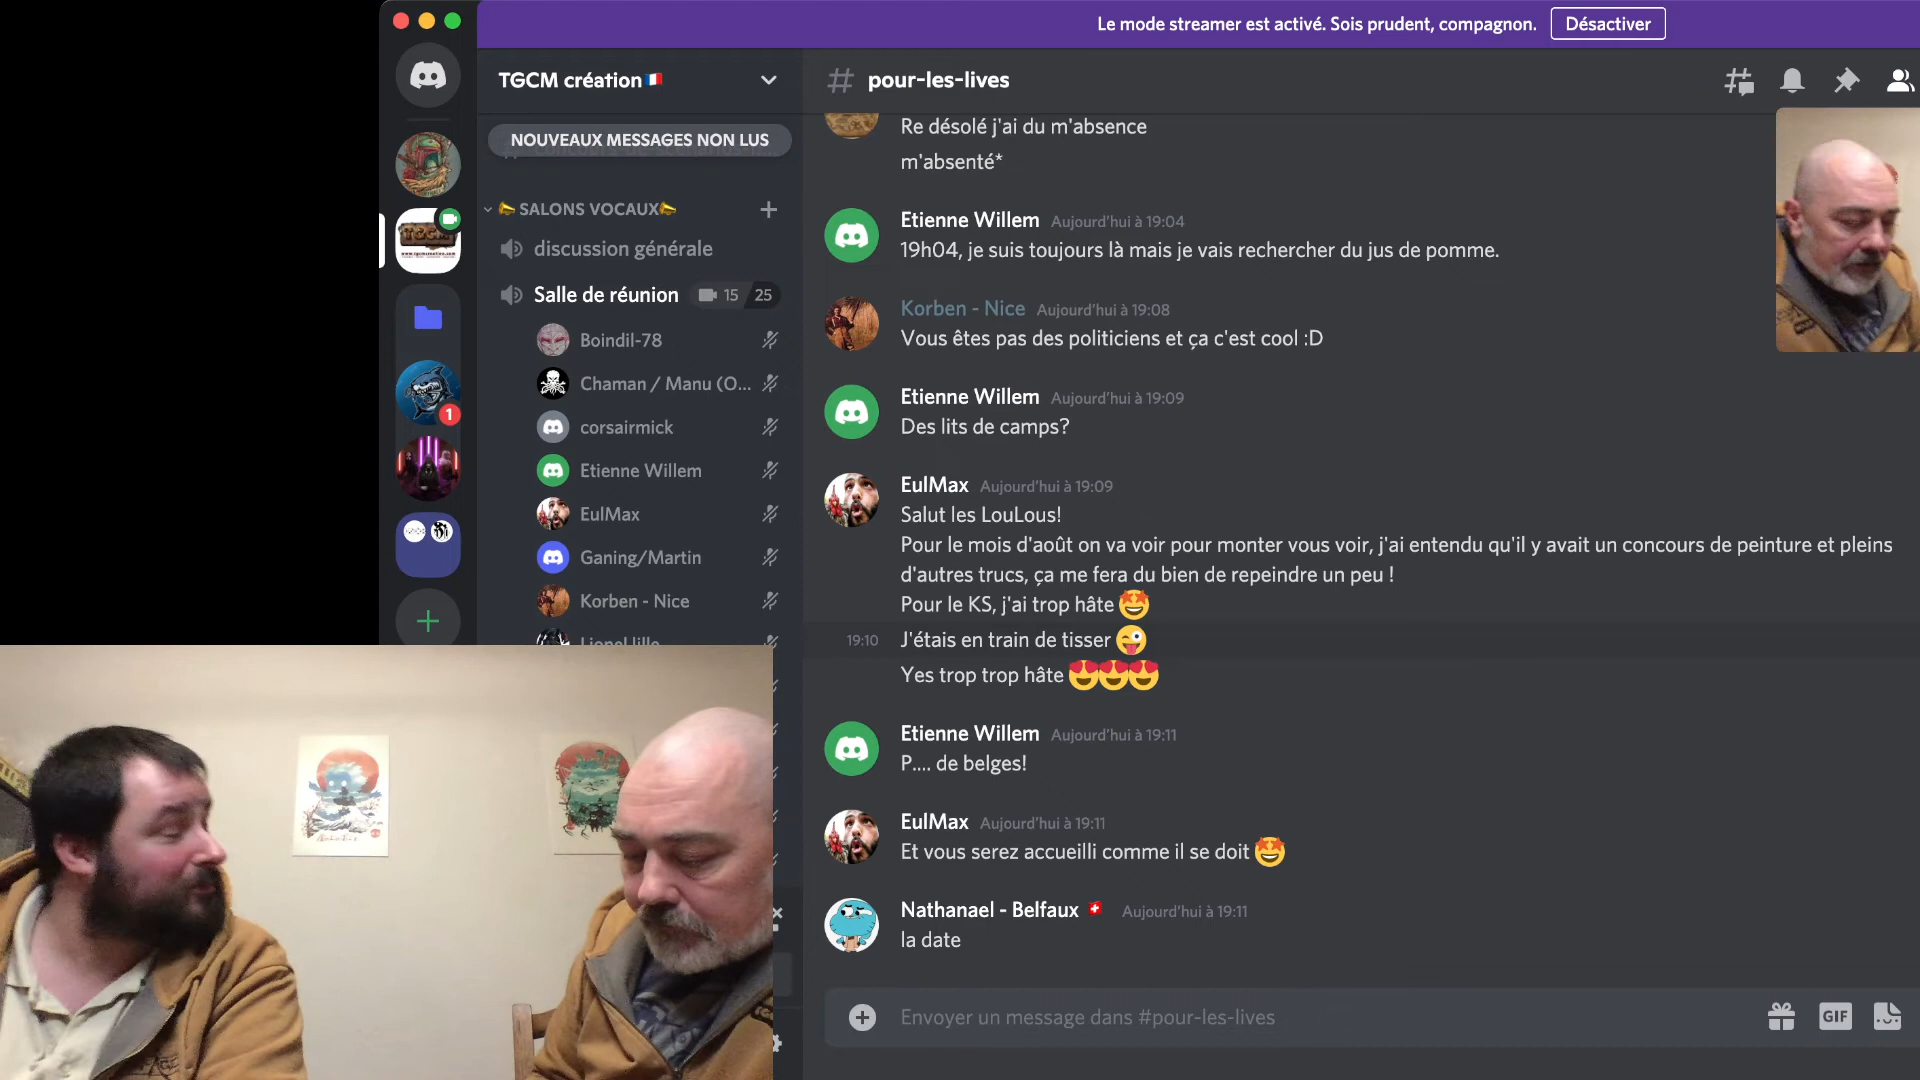 Le mode streamer est activé. Sois prudent, compagnon.
Désactiver
TGCM création
# pour-les-lives
NOUVEAUX MESSAGES NON LUS
SALONS VOCAUX
discussion générale
Salle de réunion 15 25
Boindil-78
Chaman / Manu (O...
corsairmick
Etienne Willem
EulMax
Ganing/Martin
Korben - Nice
1
TGCM
Re désolé j'ai du m'absence
m'absenté*
Etienne Willem Aujourd'hui à 19:04
19h04, je suis toujours là mais je vais rechercher du jus de pomme.
Korben - Nice Aujourd'hui à 19:08
Vous êtes pas des politiciens et ça c'est cool :D
Etienne Willem Aujourd'hui à 19:09
Des lits de camps?
EulMax Aujourd'hui à 19:09
Salut les LouLous!
Pour le mois d'août on va voir pour monter vous voir, j'ai entendu qu'il y avait un concours de peinture et pleins
d'autres trucs, ça me fera du bien de repeindre un peu !
Pour le KS, j'ai trop hâte 🤩
19:10 J'étais en train de tisser 😜
Yes trop trop hâte 😍😍😍
Etienne Willem Aujourd'hui à 19:11
P.... de belges!
EulMax Aujourd'hui à 19:11
Et vous serez accueilli comme il se doit 🤩
Nathanael - Belfaux 🇨🇭 Aujourd'hui à 19:11
la date
Envoyer un message dans #pour-les-lives
GIF